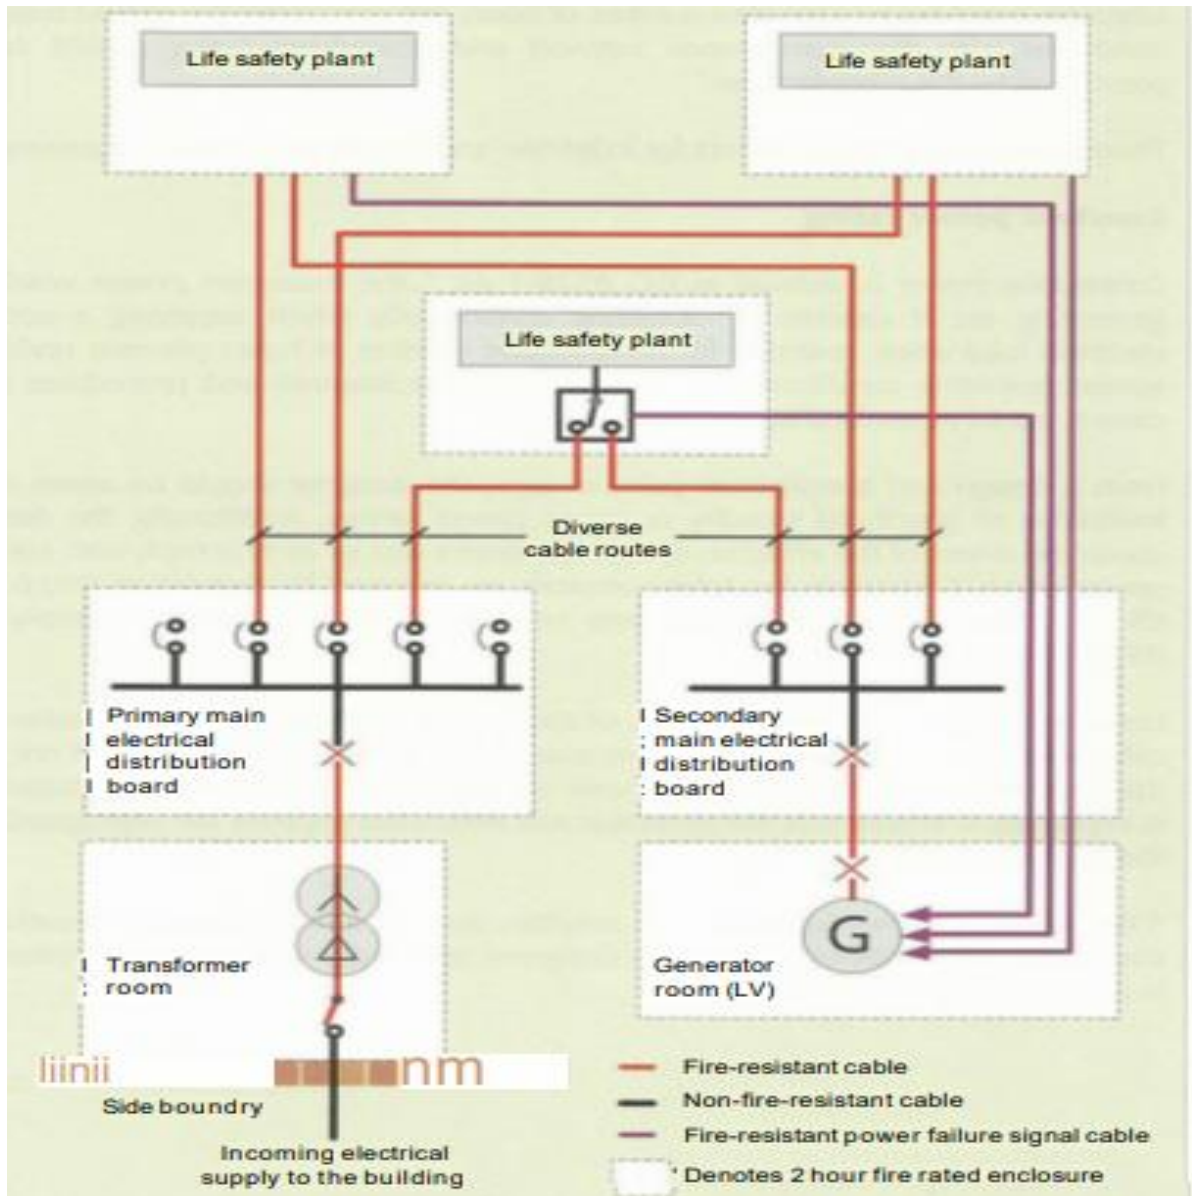 Life safety plant
Life safety plant
Life safety plant
Diverse
cable routes
| Primary main
I electrical
| distribution
I board
I Secondary
: main electrical
I distribution
: board
I Transformer
: room
G
Generator
room (LV)
liinii
nm
Side boundry
Incoming electrical
supply to the building
Fire-resistant cable
Non-fire-resistant cable
Fire-resistant power failure signal cable
' Denotes 2 hour fire rated enclosure